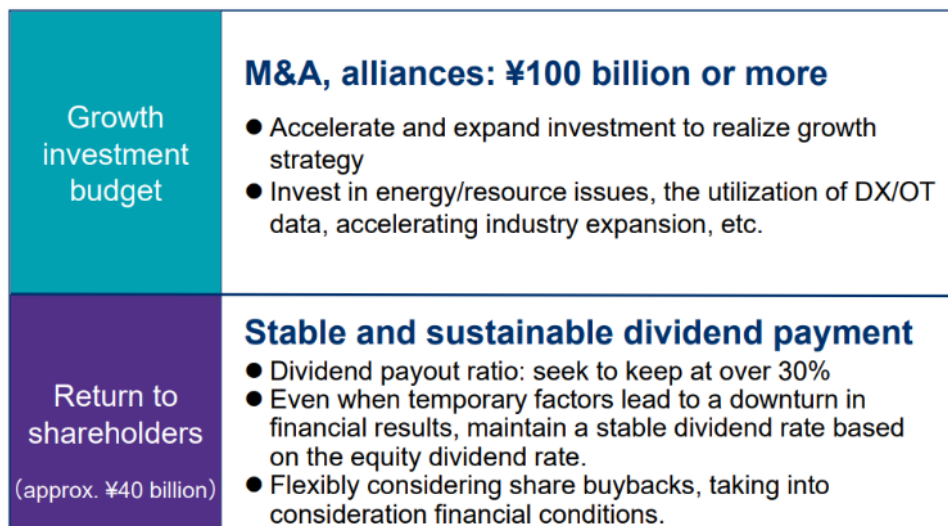 Growth
investment
budget
M&A, alliances: ¥100 billion or more
● Accelerate and expand investment to realize growth
strategy
● Invest in energy/resource issues, the utilization of DX/OT
data, accelerating industry expansion, etc.
Return to
shareholders
(approx. ¥40 billion)
Stable and sustainable dividend payment
● Dividend payout ratio: seek to keep at over 30%
● Even when temporary factors lead to a downturn in
financial results, maintain a stable dividend rate based
on the equity dividend rate.
● Flexibly considering share buybacks, taking into
consideration financial conditions.